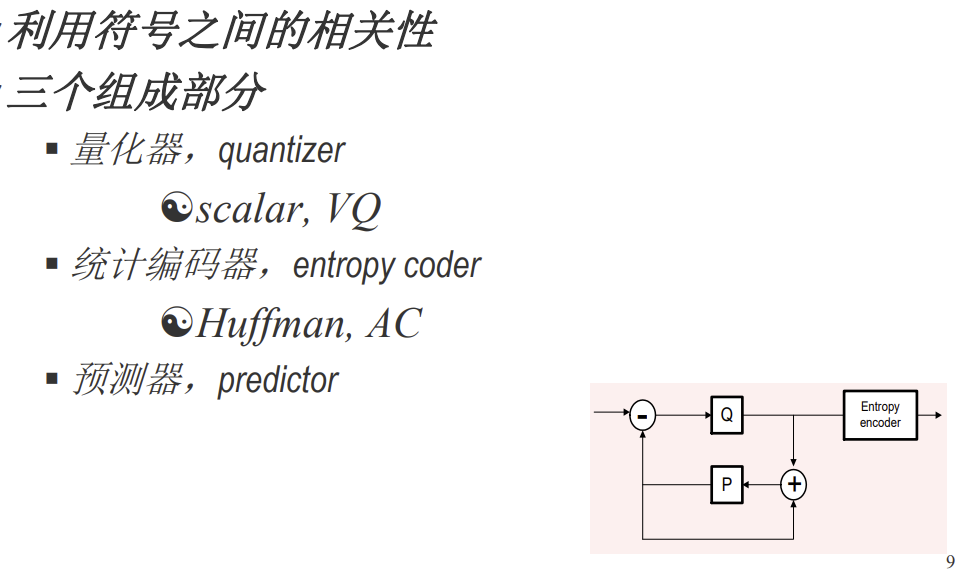 利用符号之间的相关性
三个组成部分
▪ 量化器，quantizer
☯scalar, VQ
▪ 统计编码器，entropy coder
☯Huffman, AC
▪ 预测器，predictor
-
Q
Entropy
encoder
P
+
9